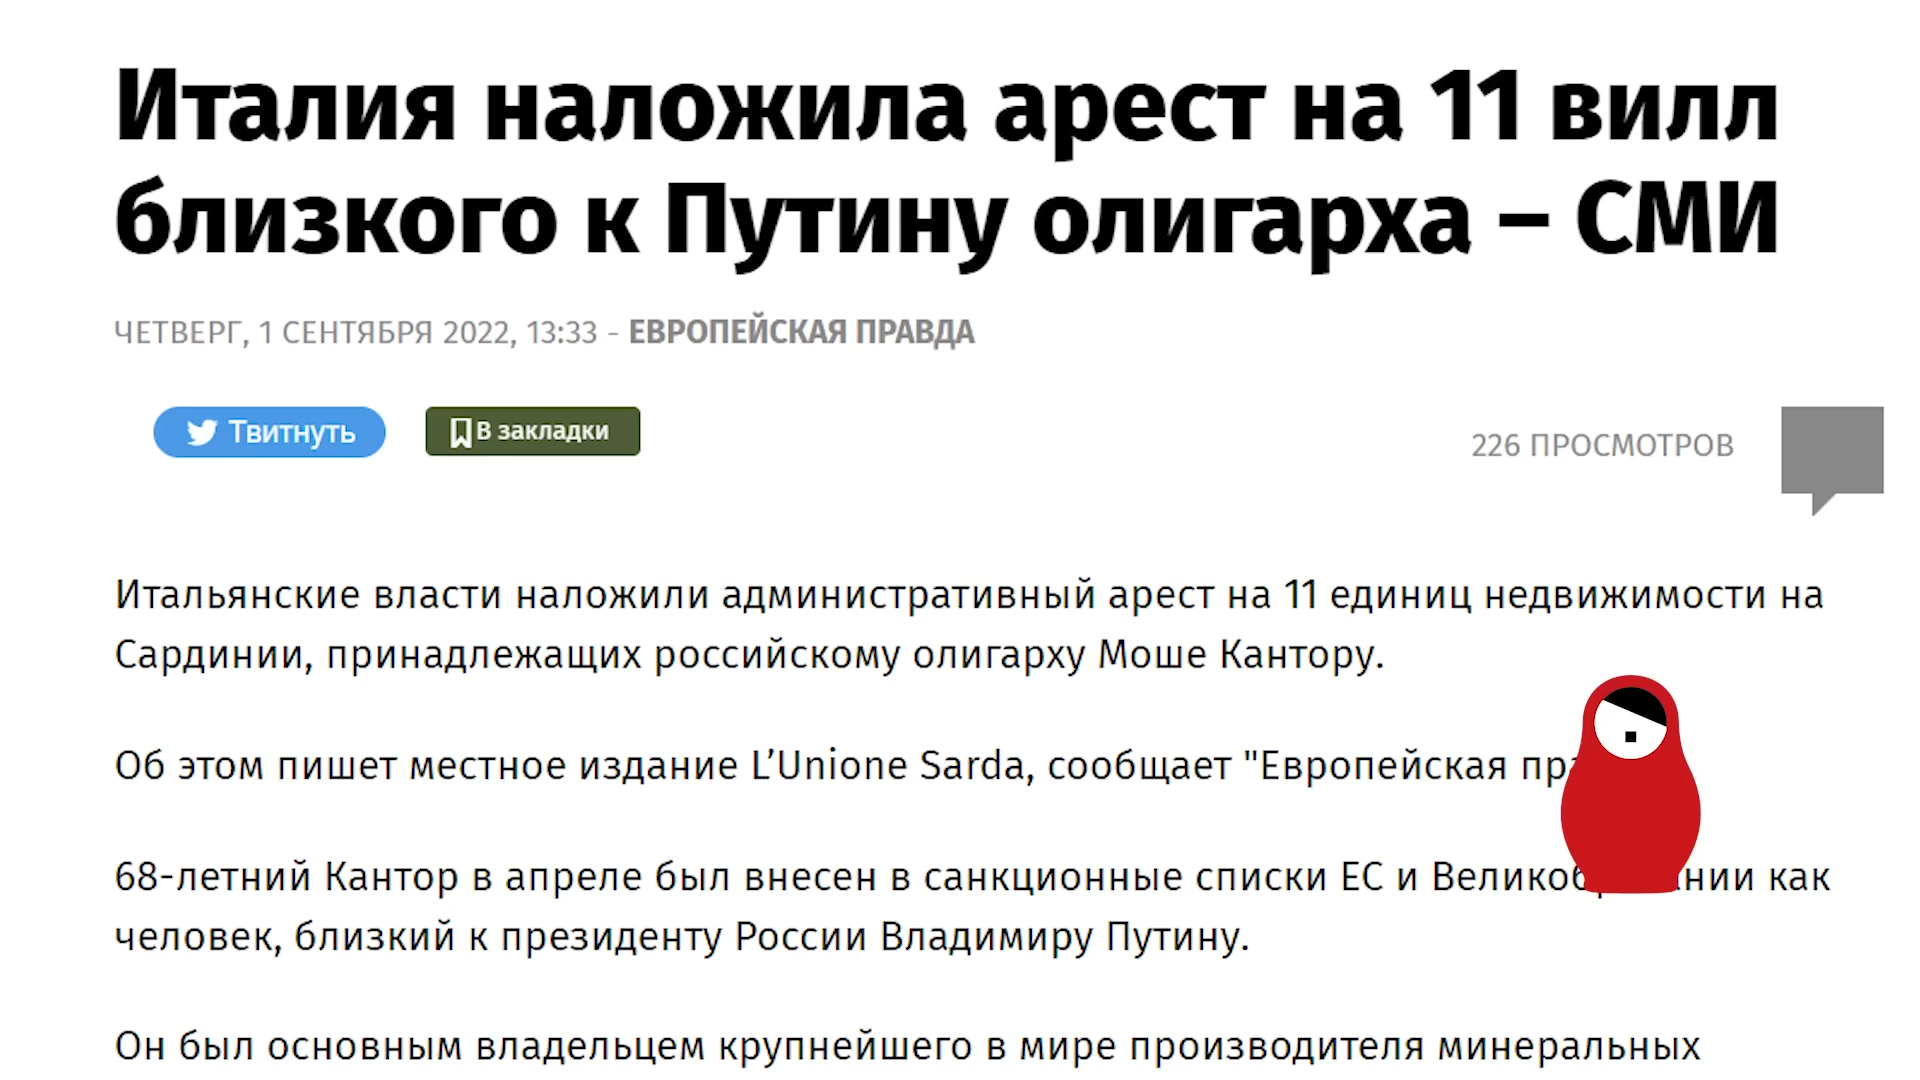 Италия наложила арест на 11 вилл
близкого к Путину олигарха – СМИ
ЧЕТВЕРГ, 1 СЕНТЯБРЯ 2022, 13:33 - ЕВРОПЕЙСКАЯ ПРАВДА
Твитнуть
В закладки
226 ПРОСМОТРОВ
Итальянские власти наложили административный арест на 11 единиц недвижимости на
Сардинии, принадлежащих российскому олигарху Моше Кантору.
Об этом пишет местное издание L’Unione Sarda, сообщает "Европейская
68-летний Кантор в апреле был внесен в санкционные списки ЕС и как
человек, близкий к президенту России Владимиру Путину.
Он был основным владельцем крупнейшего в мире производителя минеральных